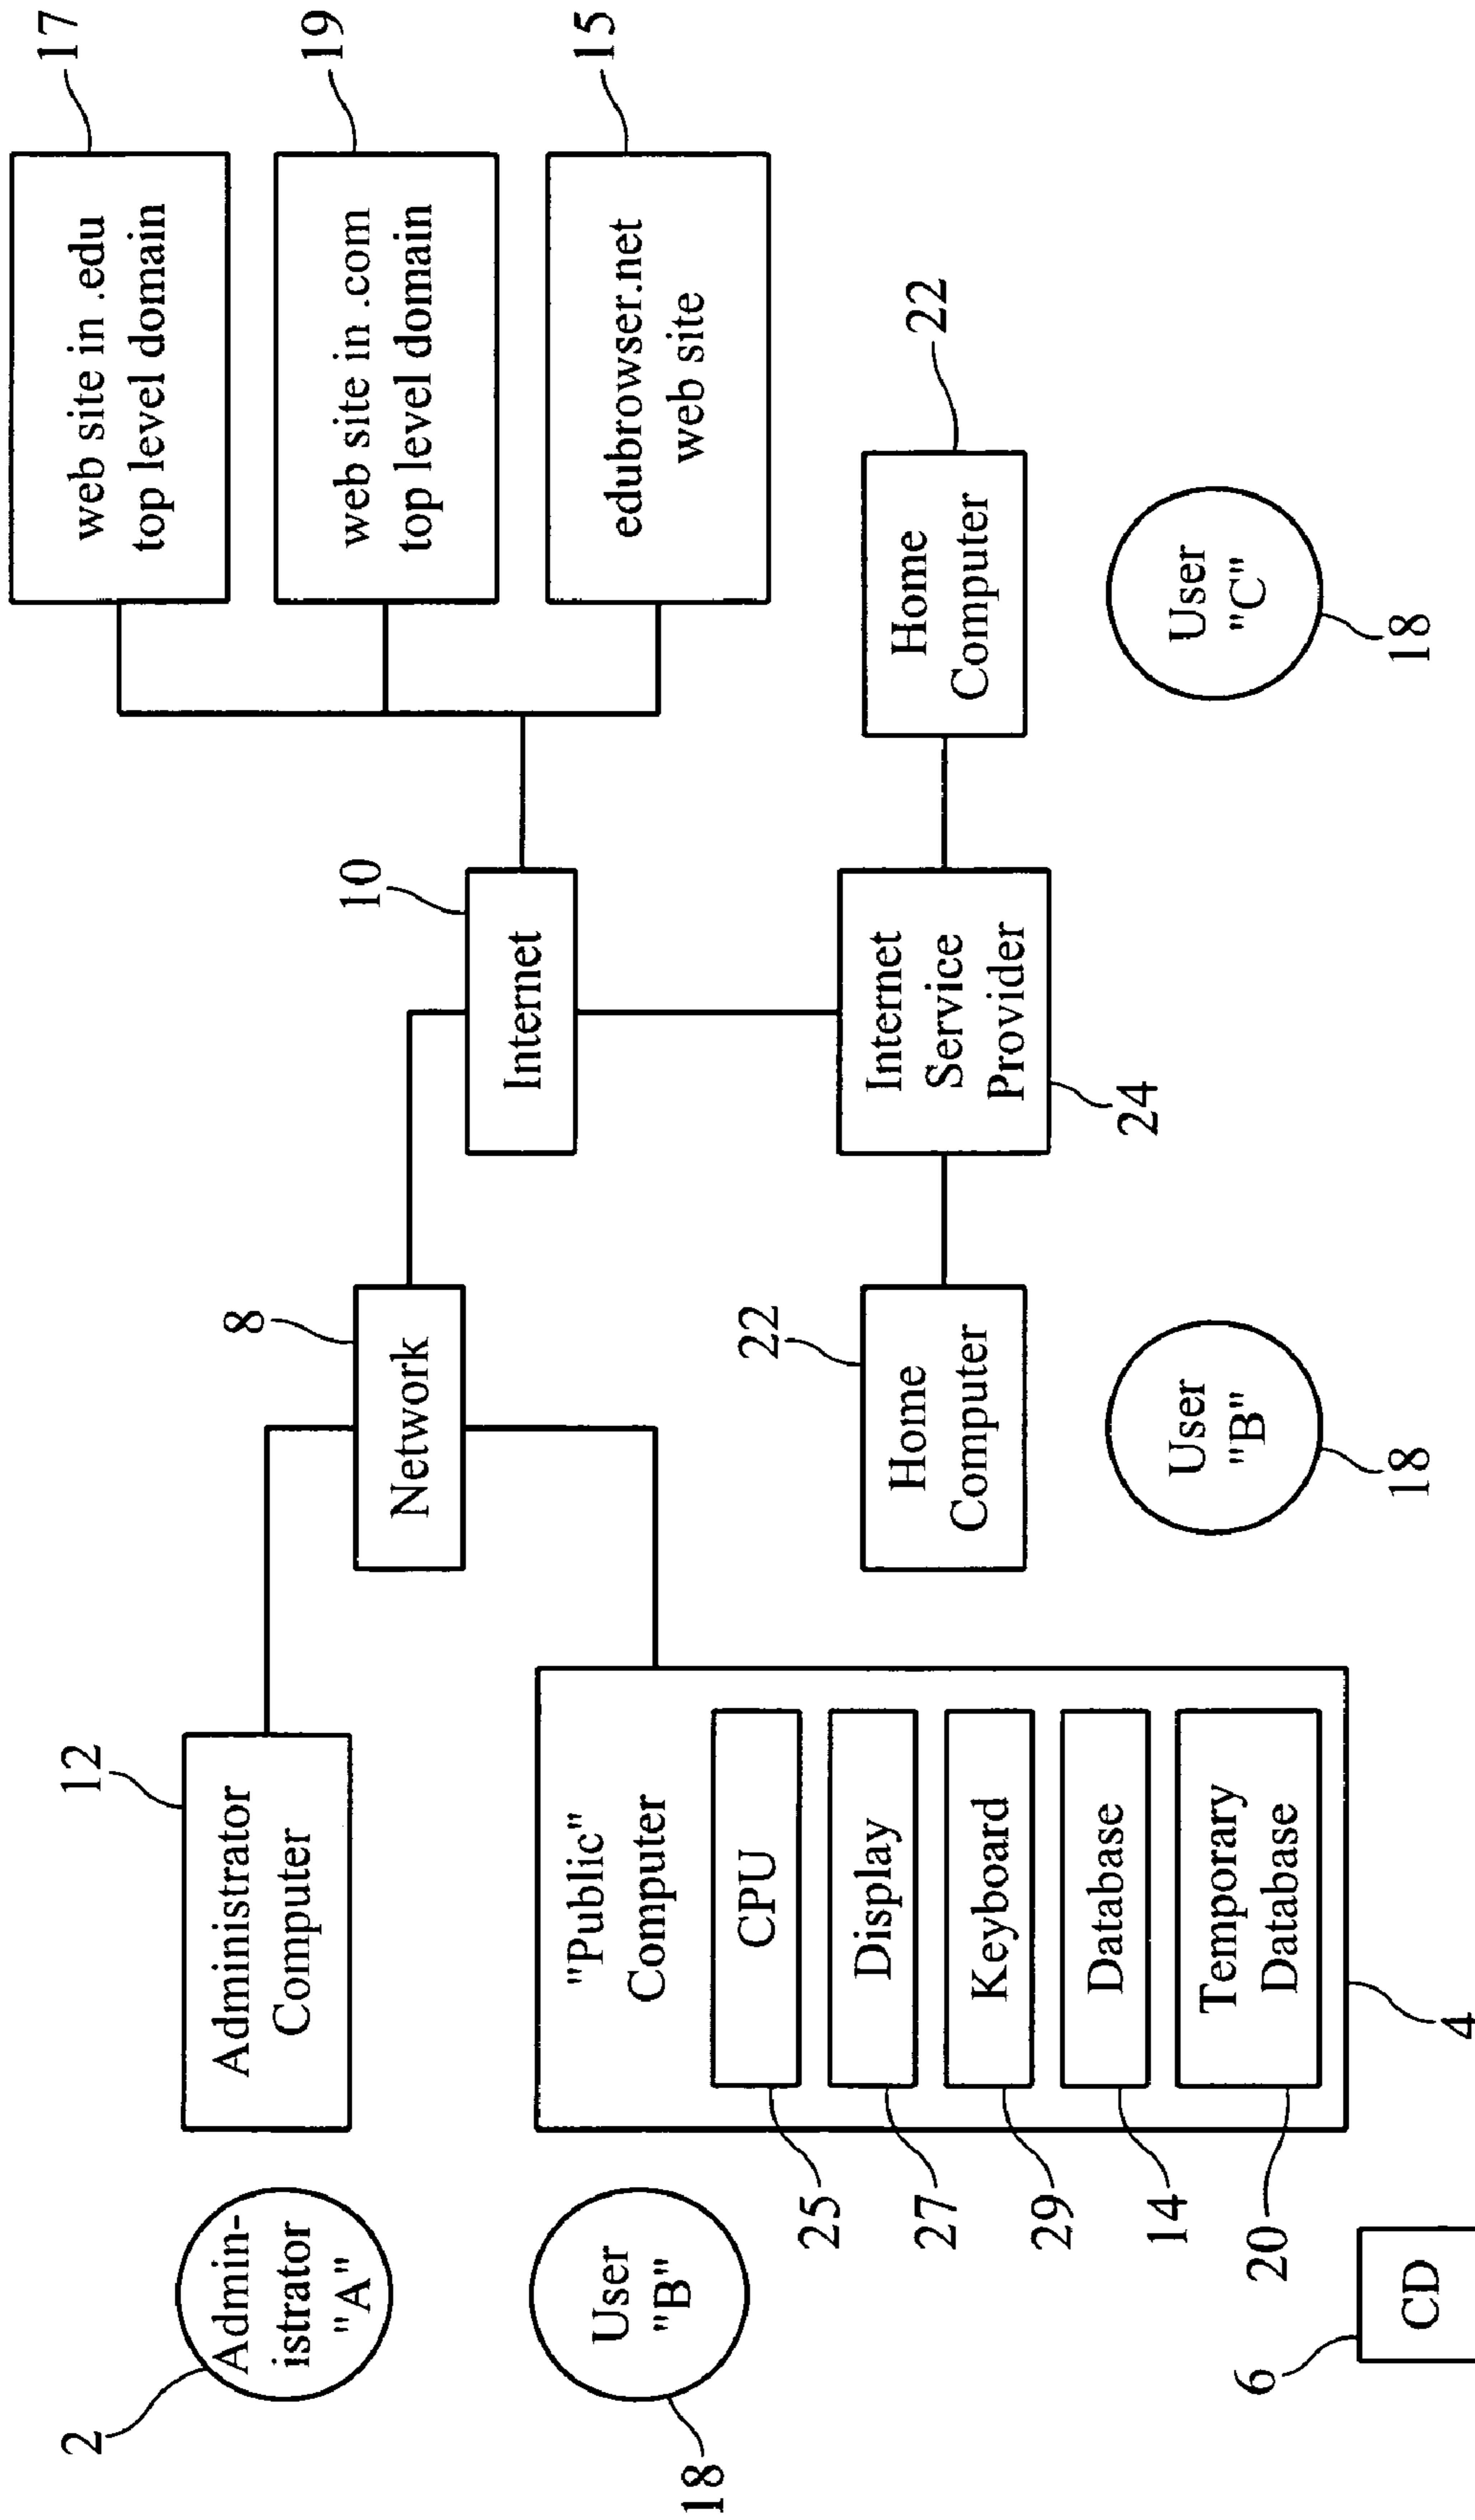 2
Admin-
istrator
"A"
12
Administrator
Computer
8
Network
10
Internet
web site in .edu
top level domain
17
web site in .com
top level domain
19
edubrowser.net
web site
15
18
User
"B"
"Public"
Computer
CPU
Display
Keyboard
Database
Temporary
Database
25
27
29
14
20
4
6
CD
22
Home
Computer
User
"B"
18
Internet
Service
Provider
24
Home
Computer
22
User
"C"
18